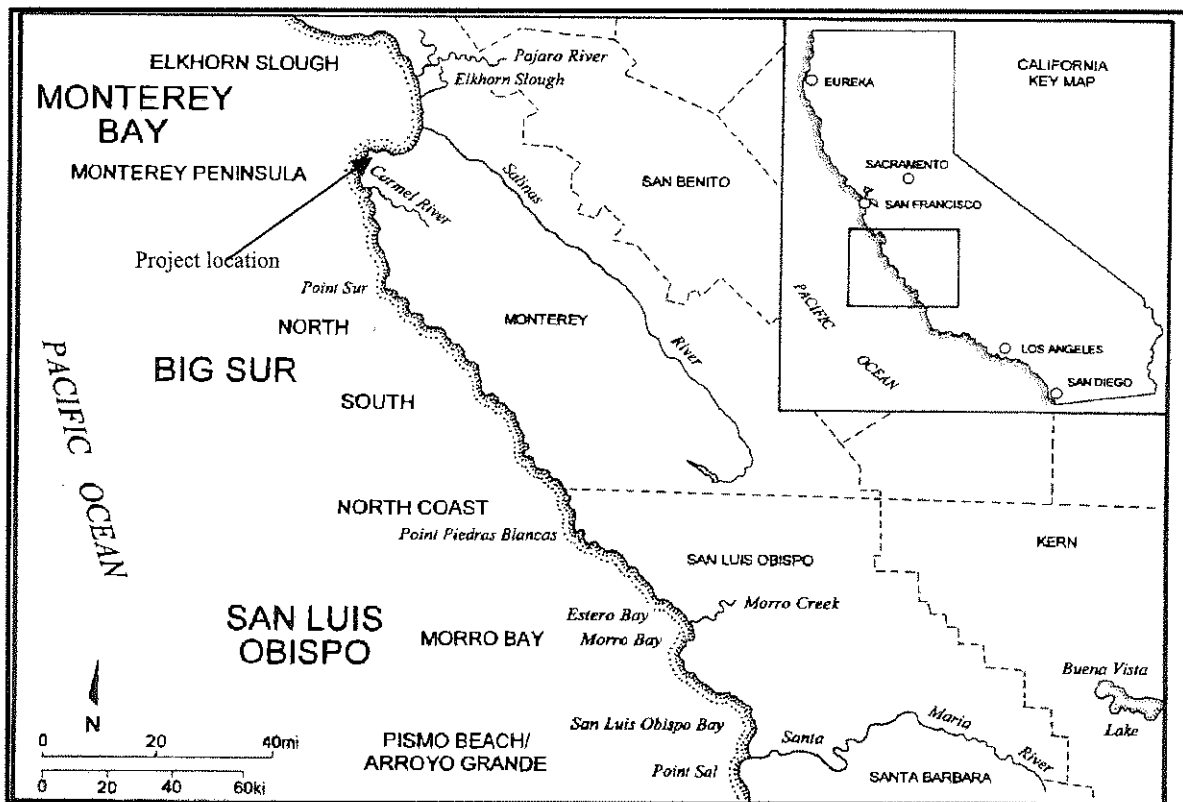 ELKHORN SLOUGH
Pajaro River
Elkhorn Slough
MONTEREY
BAY
MONTEREY PENINSULA
Carmel River
Salinas
River
SAN BENITO
Project location
Point Sur
NORTH
MONTEREY
BIG SUR
SOUTH
PACIFIC OCEAN
NORTH COAST
Point Piedras Blancas
SAN LUIS OBISPO
KERN
Estero Bay
Morro Creek
SAN LUIS
OBISPO
MORRO BAY
Morro Bay
Buena Vista
Lake
San Luis Obispo Bay
Santa
Maria
River
PISMO BEACH/
ARROYO GRANDE
Point Sal
SANTA BARBARA
N
0 20 40mi
0 20 40 60ki
CALIFORNIA
KEY MAP
EUREKA
SACRAMENTO
SAN FRANCISCO
PACIFIC
OCEAN
LOS ANGELES
SAN DIEGO